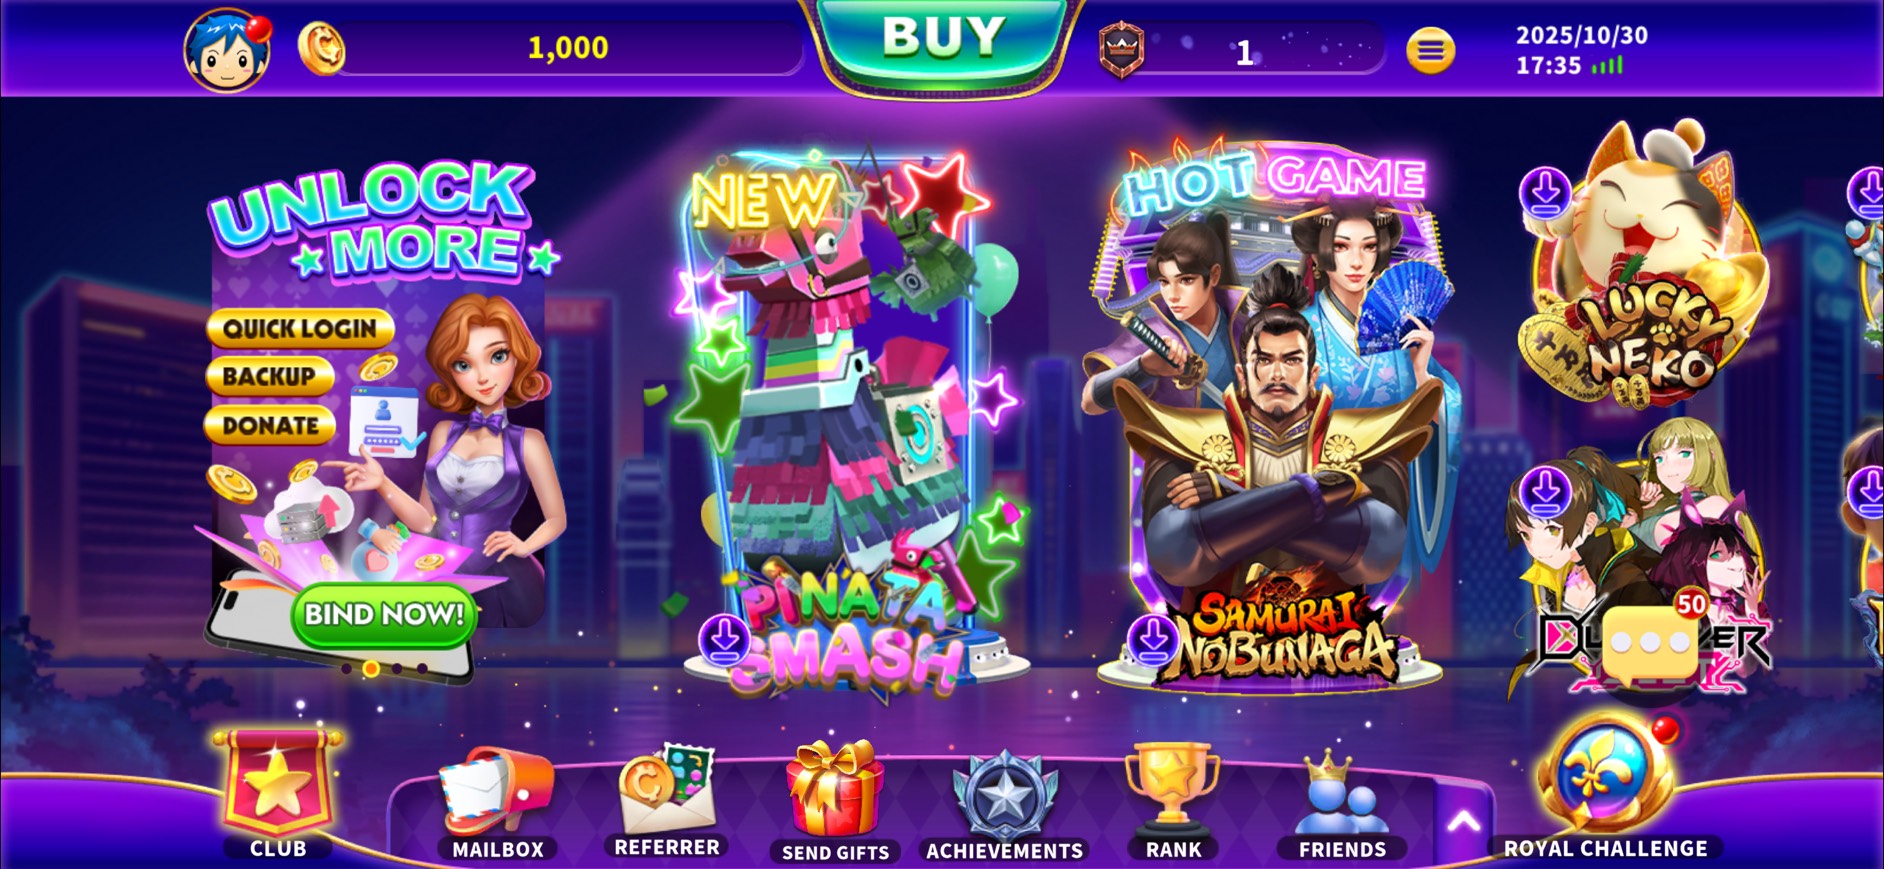 1,000
BUY
1
2025/10/30
17:35
UNLOCK
MORE
QUICK LOGIN
BACKUP
DONATE
BIND NOW!
NEW
PIÑATA
SMASH
HOT GAME
SAMURAI
NOBUNAGA
LUCKY
NEKO
50
CLUB
MAILBOX
REFERRER
SEND GIFTS
ACHIEVEMENTS
RANK
FRIENDS
ROYAL CHALLENGE